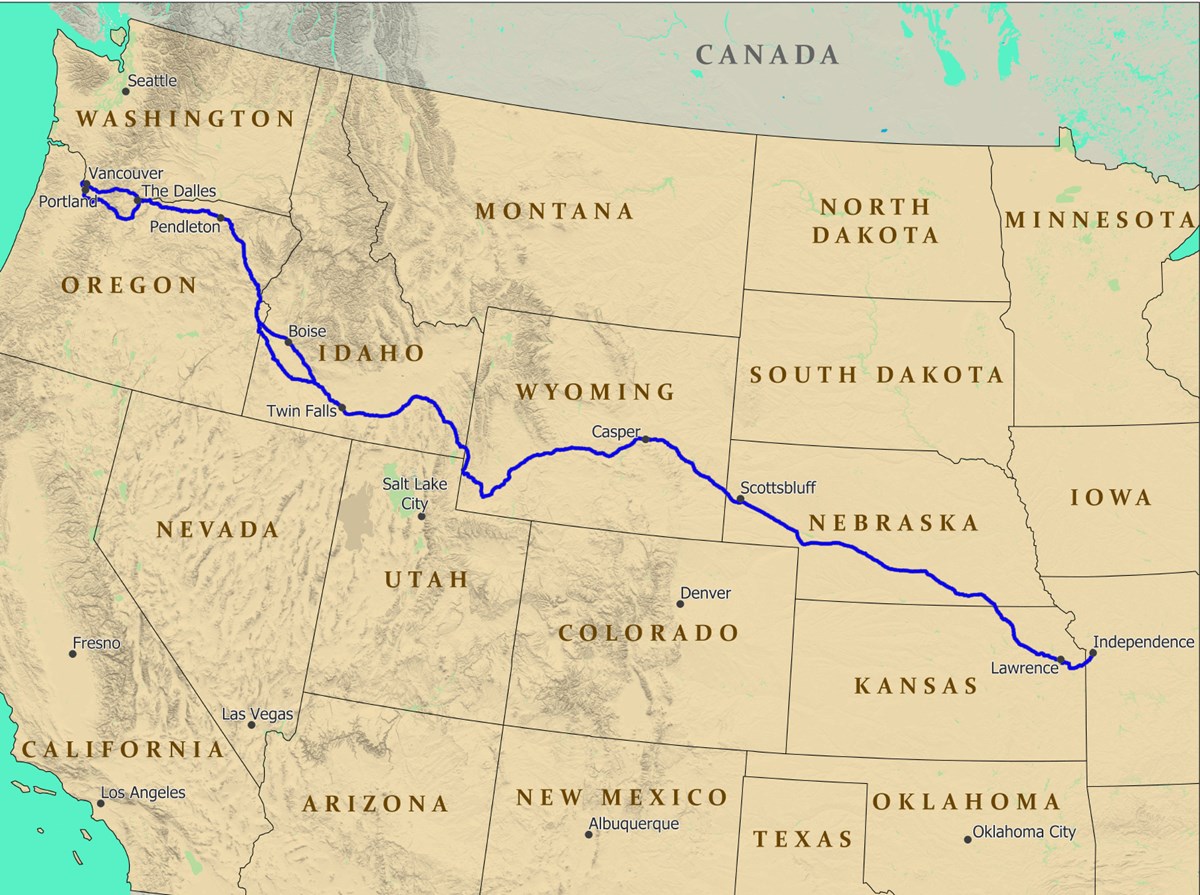 CANADA
Seattle
WASHINGTON
Vancouver
The Dalles
Portland
Pendleton
MONTANA
NORTH
DAKOTA
MINNESOTA
OREGON
Boise
IDAHO
WYOMING
SOUTH DAKOTA
Twin Falls
Casper
Salt Lake
City
Scottsbluff
IOWA
NEVADA
NEBRASKA
UTAH
Denver
COLORADO
Fresno
Independence
Lawrence
KANSAS
Las Vegas
CALIFORNIA
Los Angeles
ARIZONA
NEW MEXICO
Albuquerque
OKLAHOMA
TEXAS
Oklahoma City